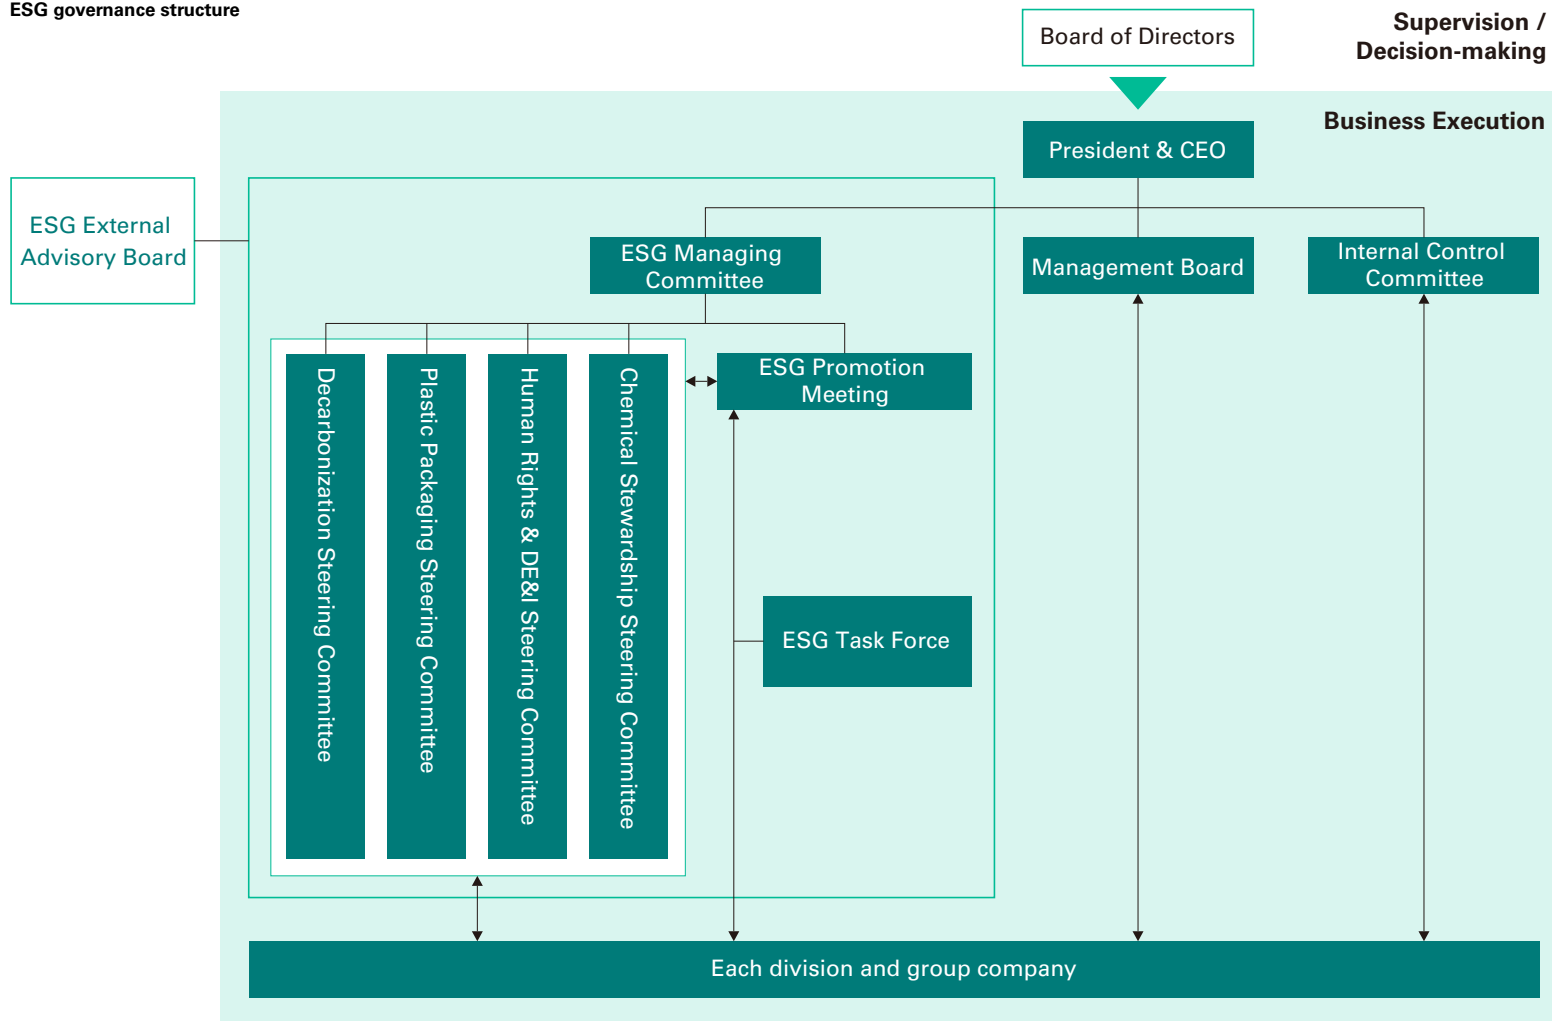 ESG governance structure
Supervision /
Decision-making
Board of Directors
Business Execution
President & CEO
ESG External
Advisory Board
ESG Managing
Committee
Management Board
Internal Control
Committee
Decarbonization Steering Committee
Plastic Packaging Steering Committee
Human Rights & DE&I Steering Committee
Chemical Stewardship Steering Committee
ESG Promotion
Meeting
ESG Task Force
Each division and group company